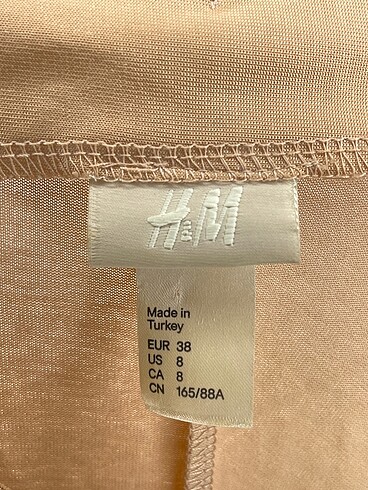 H&M
Made in
Turkey
EUR 38
US 8
CA 8
CN 165/88A